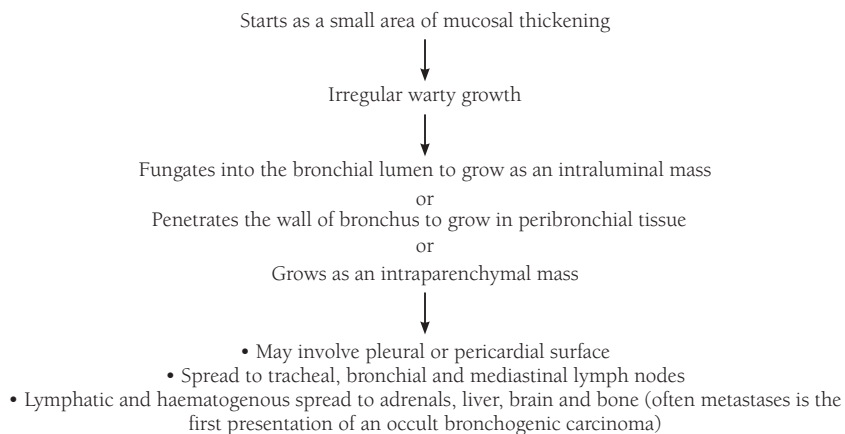 Starts as a small area of mucosal thickening
Irregular warty growth
Fungates into the bronchial lumen to grow as an intraluminal mass
or
Penetrates the wall of bronchus to grow in peribronchial tissue
or
Grows as an intraparenchymal mass
• May involve pleural or pericardial surface
• Spread to tracheal, bronchial and mediastinal lymph nodes
• Lymphatic and haematogenous spread to adrenals, liver, brain and bone (often metastases is the
first presentation of an occult bronchogenic carcinoma)